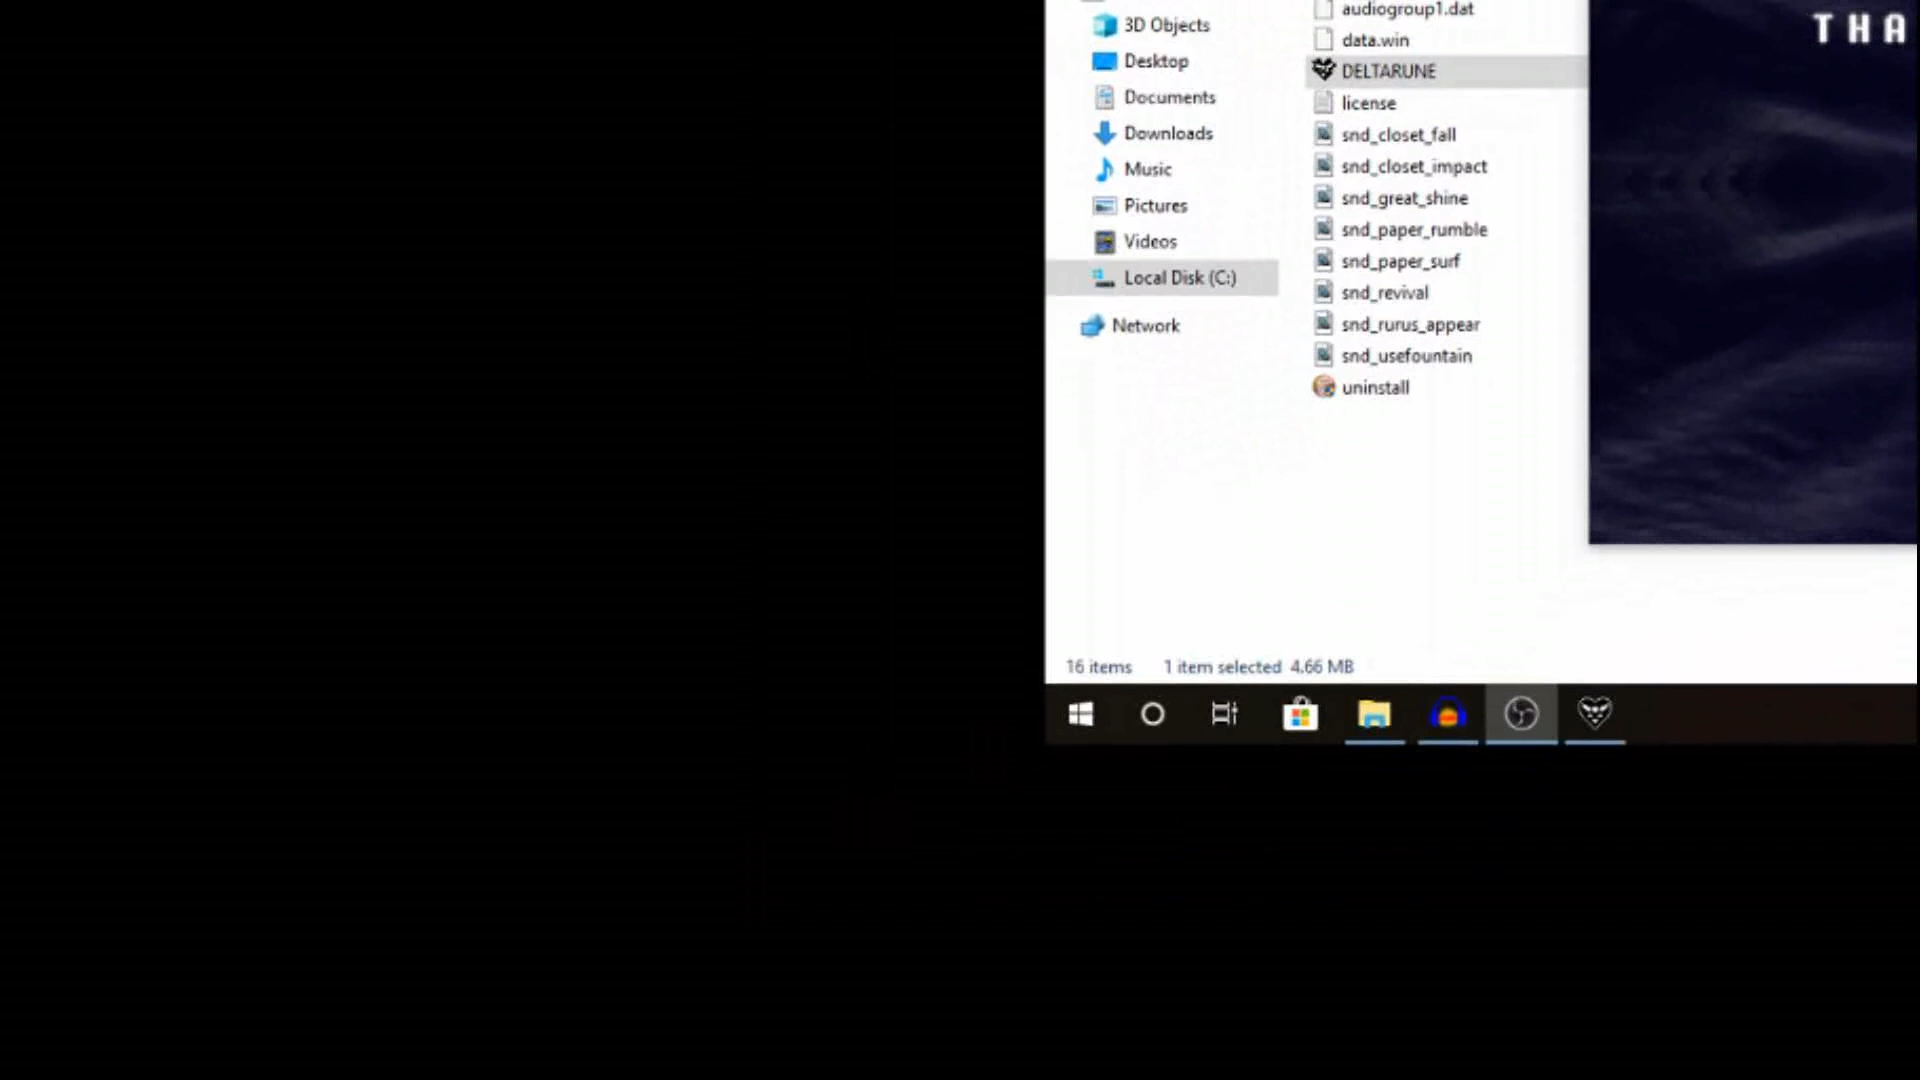 3D Objects
Desktop
Documents
Downloads
Music
Pictures
Videos
Local Disk (C:)
Network
audiogroup1.dat
data.win
DELTARUNE
license
snd_closet_fall
snd_closet_impact
snd_great_shine
snd_paper_rumble
snd_paper_surf
snd_revival
snd_rurus_appear
snd_usefountain
uninstall
THA
16 items 1 item selected 4.66 MB